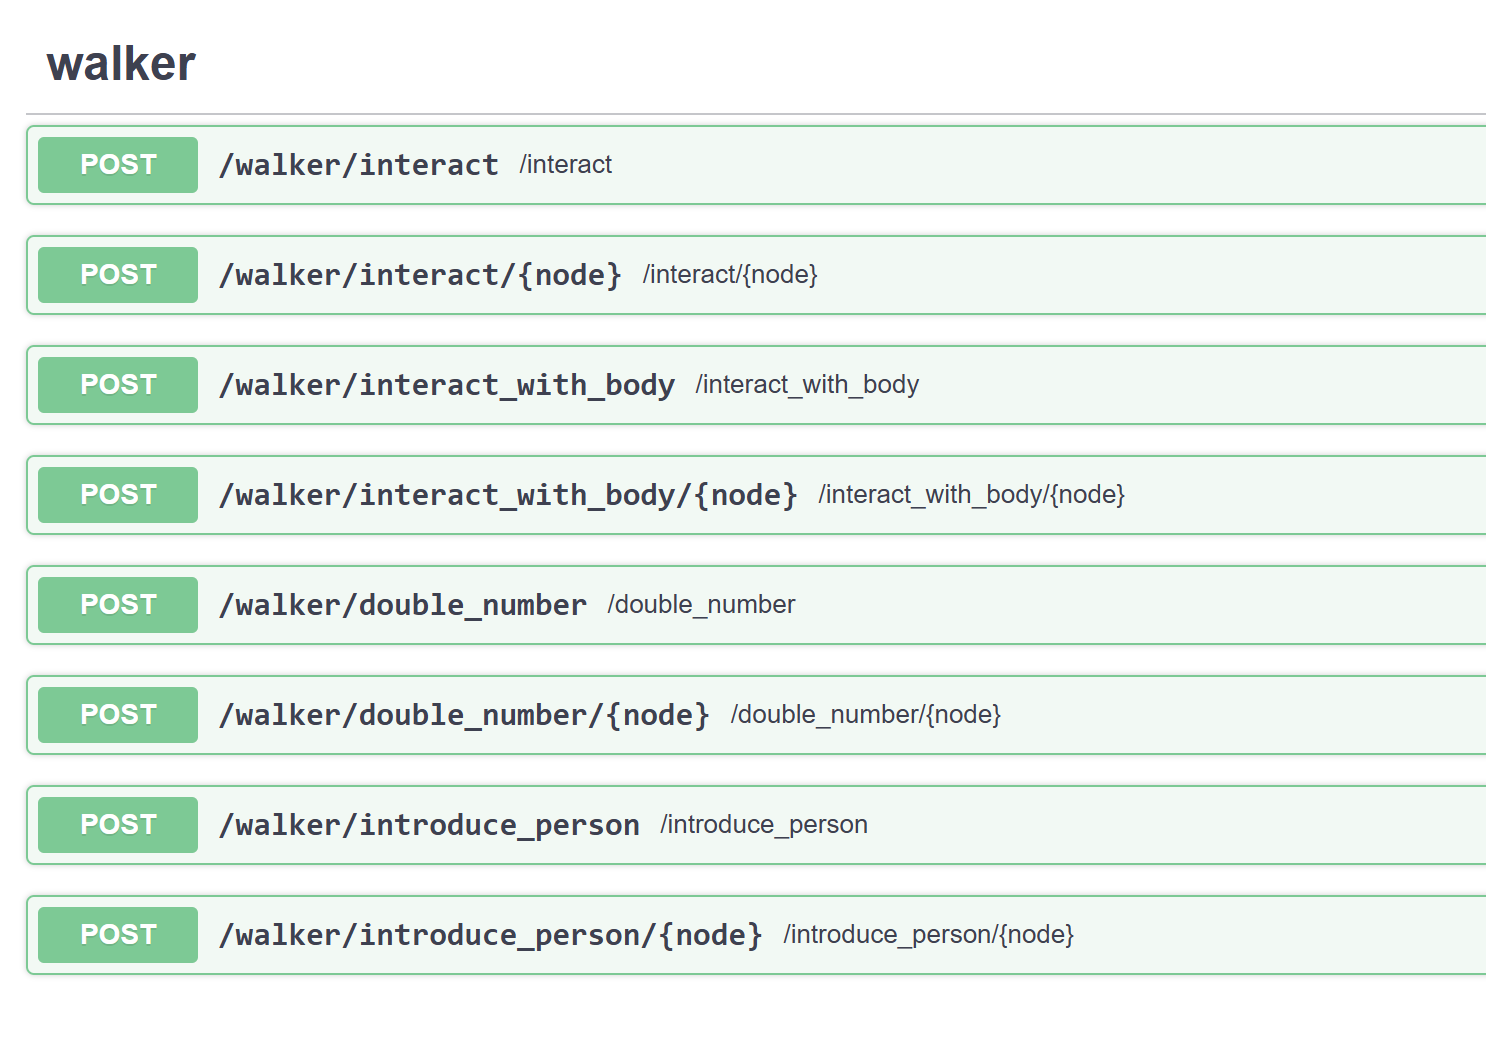 walker
POST /walker/interact /interact
POST /walker/interact/{node} /interact/{node}
POST /walker/interact_with_body /interact_with_body
POST /walker/interact_with_body/{node} /interact_with_body/{node}
POST /walker/double_number /double_number
POST /walker/double_number/{node} /double_number/{node}
POST /walker/introduce_person /introduce_person
POST /walker/introduce_person/{node} /introduce_person/{node}